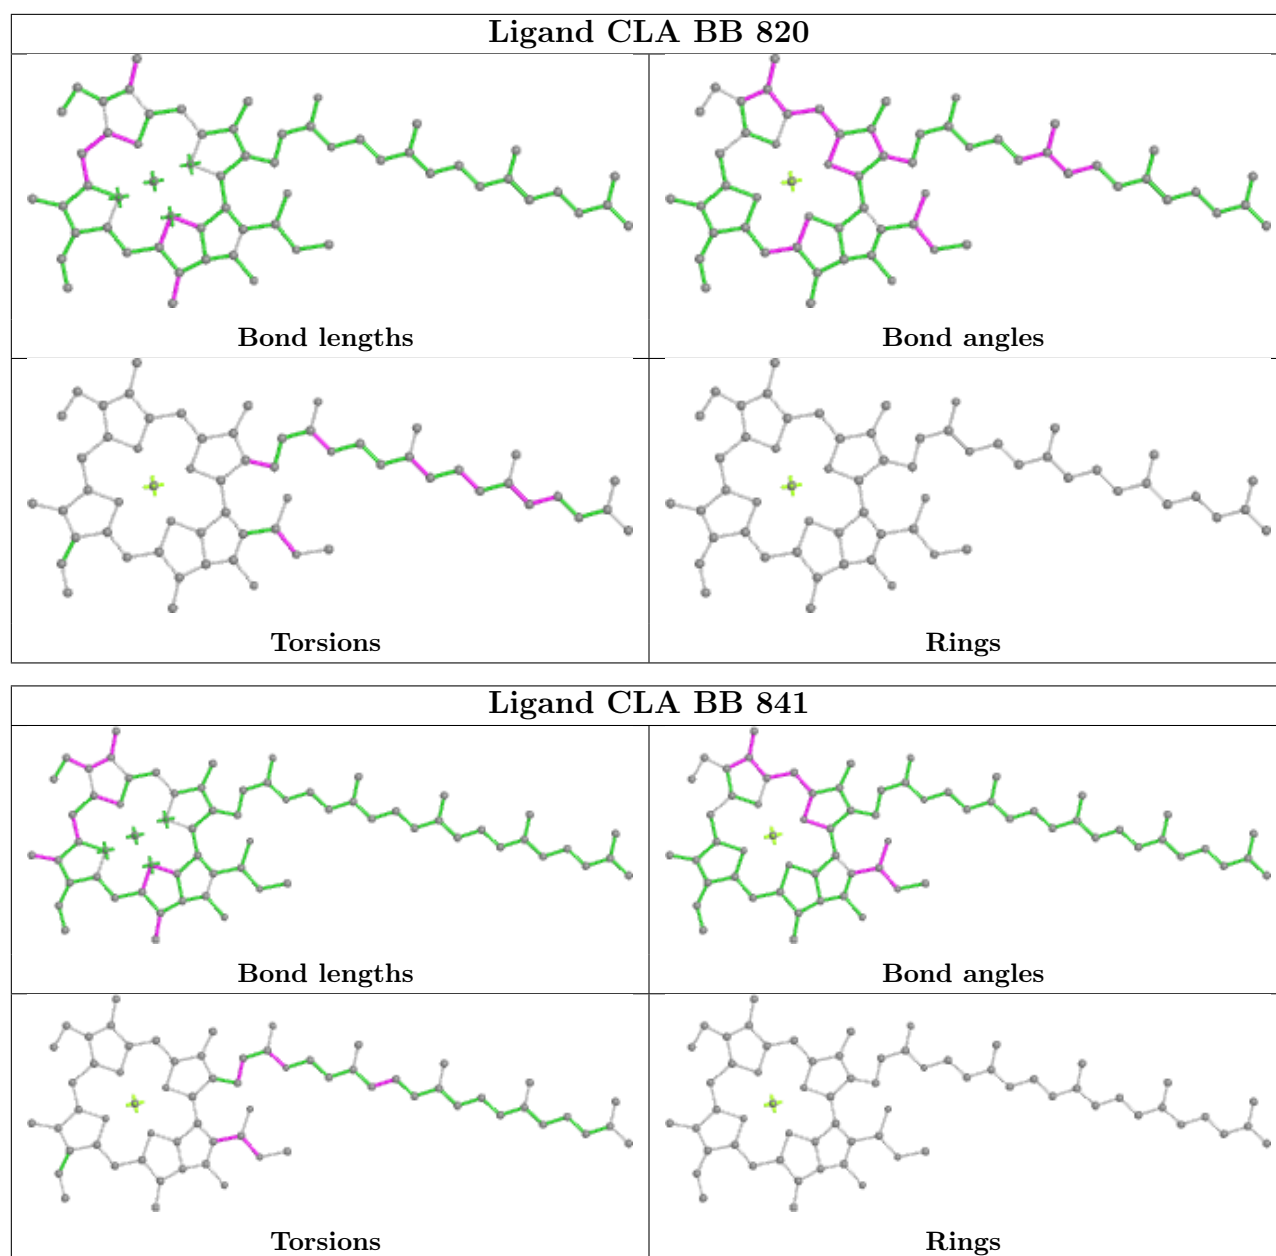 Ligand CLA BB 820
Bond lengths
Bond angles
Torsions
Rings
Ligand CLA BB 841
Bond lengths
Bond angles
Torsions
Rings